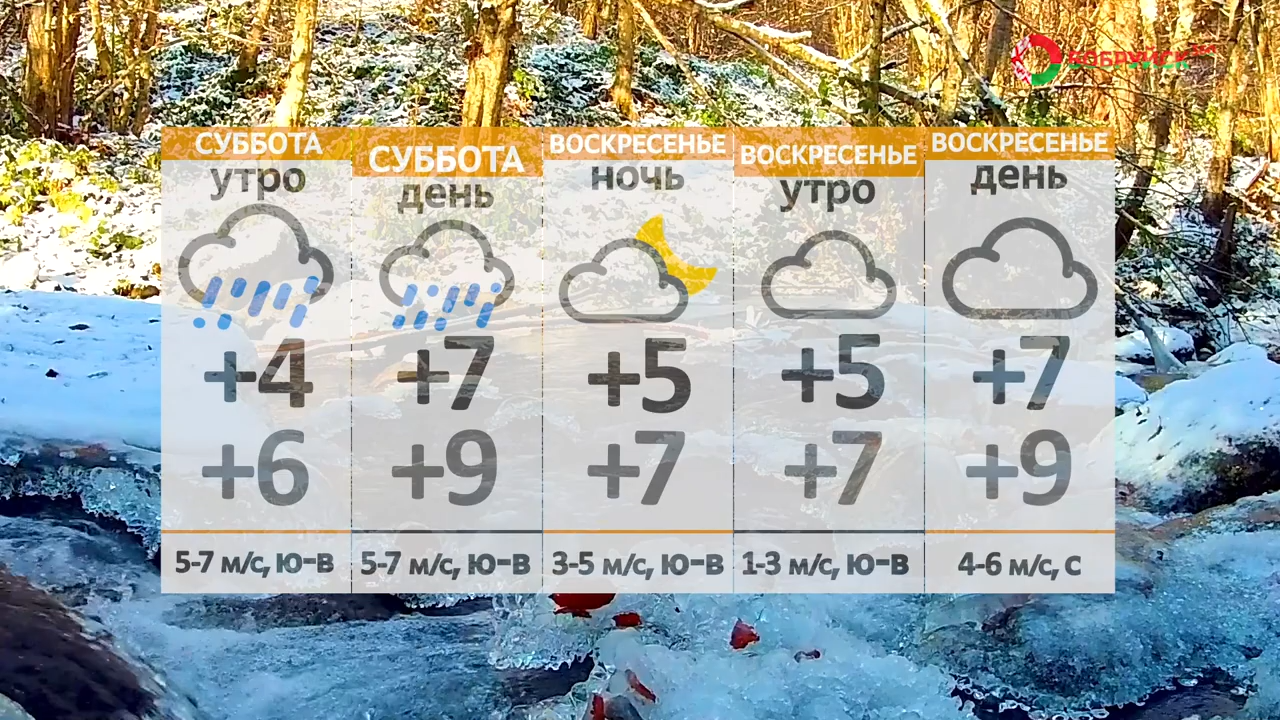 БОБРУЙСК
СУББОТА
утро
+4
+6
5-7 м/с, ю-в
СУББОТА
день
+7
+9
5-7 м/с, ю-в
ВОСКРЕСЕНЬЕ
ночь
+5
+7
3-5 м/с, ю-в
ВОСКРЕСЕНЬЕ
утро
+5
+7
1-3 м/с, ю-в
ВОСКРЕСЕНЬЕ
день
+7
+9
4-6 м/с, с